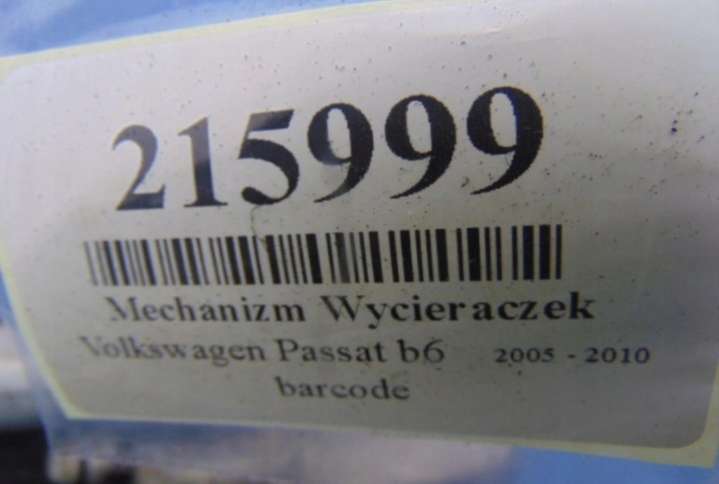 215999
Mechanizm Wycieraczek
Volkswagen Passat b6 2005 - 2010
barcode